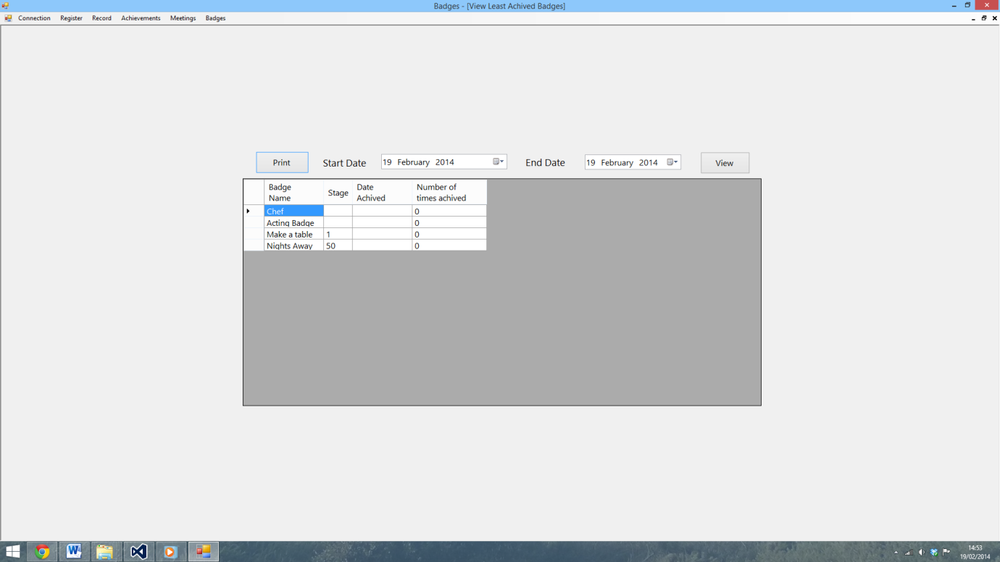 Badges - [View Least Achived Badges]
Connection Register Record Achievements Meetings Badges
Print Start Date 19 February 2014 End Date 19 February 2014 View
Badge Name Stage Date Achived Number of times achived
Chef 0
Acting Badge 0
Make a table 1 0
Nights Away 50 0
14:53
19/02/2014